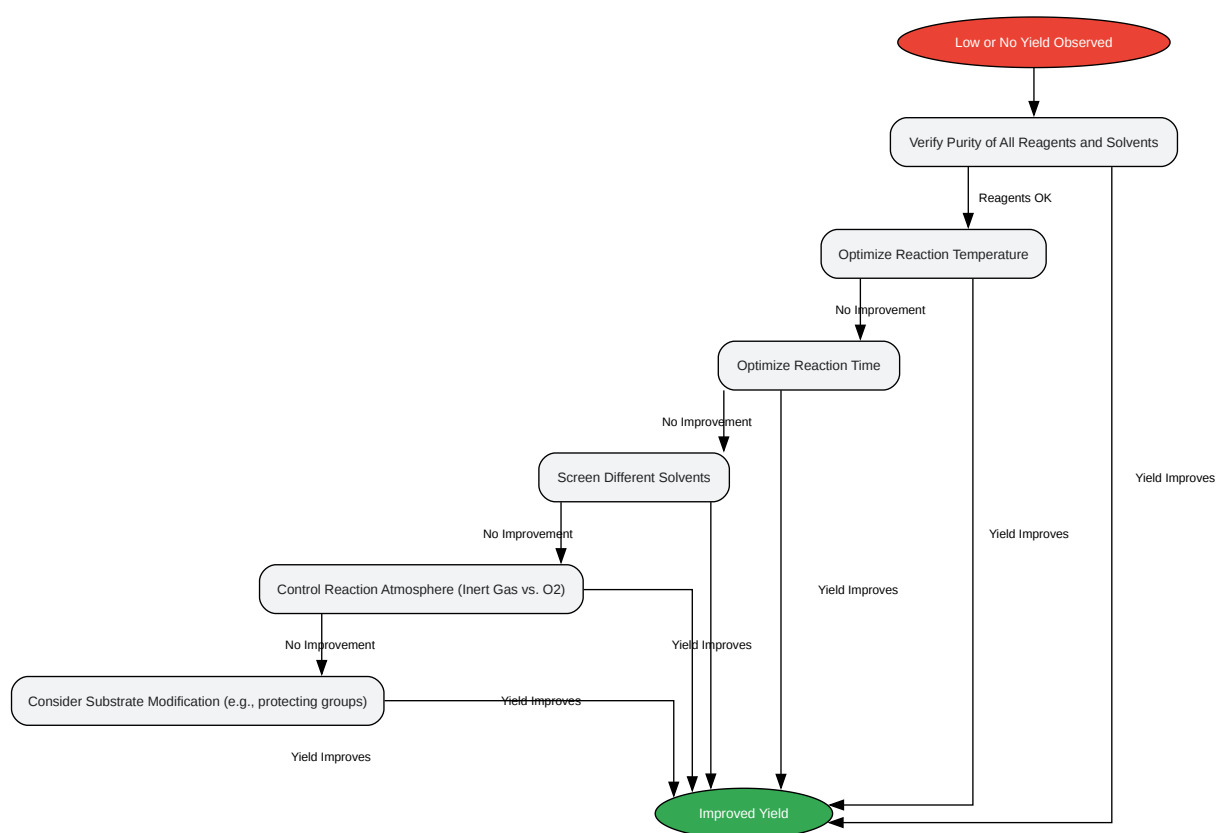 Low or No Yield Observed
Verify Purity of All Reagents and Solvents
Reagents OK
Optimize Reaction Temperature
No Improvement
Optimize Reaction Time
No Improvement
Screen Different Solvents
Yield Improves
No Improvement
Yield Improves
Control Reaction Atmosphere (Inert Gas vs. O2)
Yield Improves
No Improvement
Yield Improves
Consider Substrate Modification (e.g., protecting groups)
Yield Improves
Yield Improves
Improved Yield